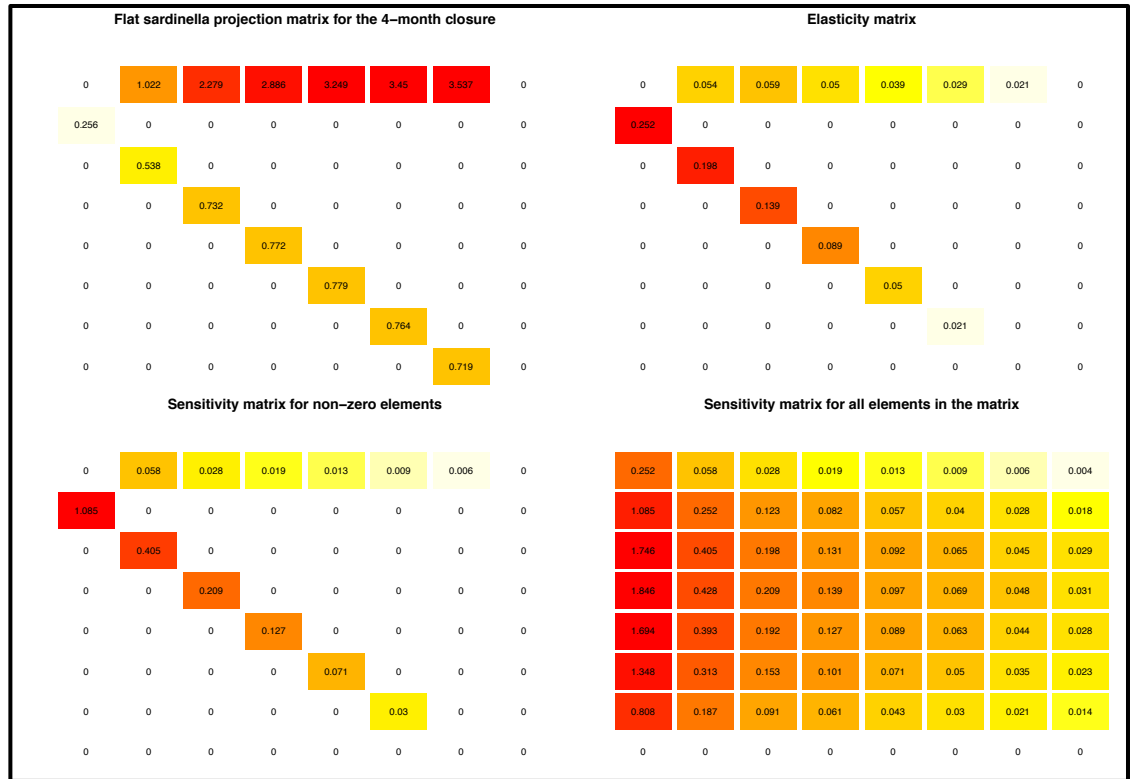 Flat sardinella projection matrix for the 4−month closure
0 1.022 2.279 2.886 3.249 3.45 3.537 0
0.256 0 0 0 0 0 0 0
0 0.538 0 0 0 0 0 0
0 0 0.732 0 0 0 0 0
0 0 0 0.772 0 0 0 0
0 0 0 0 0.779 0 0 0
0 0 0 0 0 0.764 0 0
0 0 0 0 0 0 0.719 0
Elasticity matrix
0 0.054 0.059 0.05 0.039 0.029 0.021 0
0.252 0 0 0 0 0 0 0
0 0.198 0 0 0 0 0 0
0 0 0.139 0 0 0 0 0
0 0 0 0.089 0 0 0 0
0 0 0 0 0.05 0 0 0
0 0 0 0 0 0.021 0 0
0 0 0 0 0 0 0 0
Sensitivity matrix for non−zero elements
0 0.058 0.028 0.019 0.013 0.009 0.006 0
1.085 0 0 0 0 0 0 0
0 0.405 0 0 0 0 0 0
0 0 0.209 0 0 0 0 0
0 0 0 0.127 0 0 0 0
0 0 0 0 0.071 0 0 0
0 0 0 0 0 0.03 0 0
0 0 0 0 0 0 0 0
Sensitivity matrix for all elements in the matrix
0.252 0.058 0.028 0.019 0.013 0.009 0.006 0.004
1.085 0.252 0.123 0.082 0.057 0.04 0.028 0.018
1.746 0.405 0.198 0.131 0.092 0.065 0.045 0.029
1.846 0.428 0.209 0.139 0.097 0.069 0.048 0.031
1.694 0.393 0.192 0.127 0.089 0.063 0.044 0.028
1.348 0.313 0.153 0.101 0.071 0.05 0.035 0.023
0.808 0.187 0.091 0.061 0.043 0.03 0.021 0.014
0 0 0 0 0 0 0 0